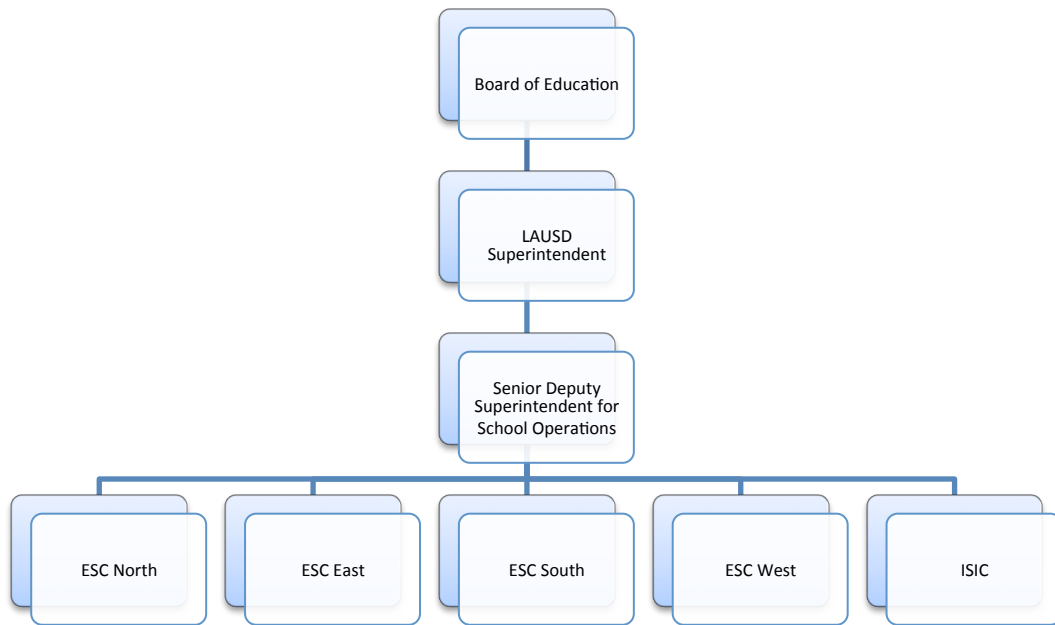 Board of Education
LAUSD
Superintendent
Senior Deputy
Superintendent for
School Operations
ESC North
ESC East
ESC South
ESC West
ISIC